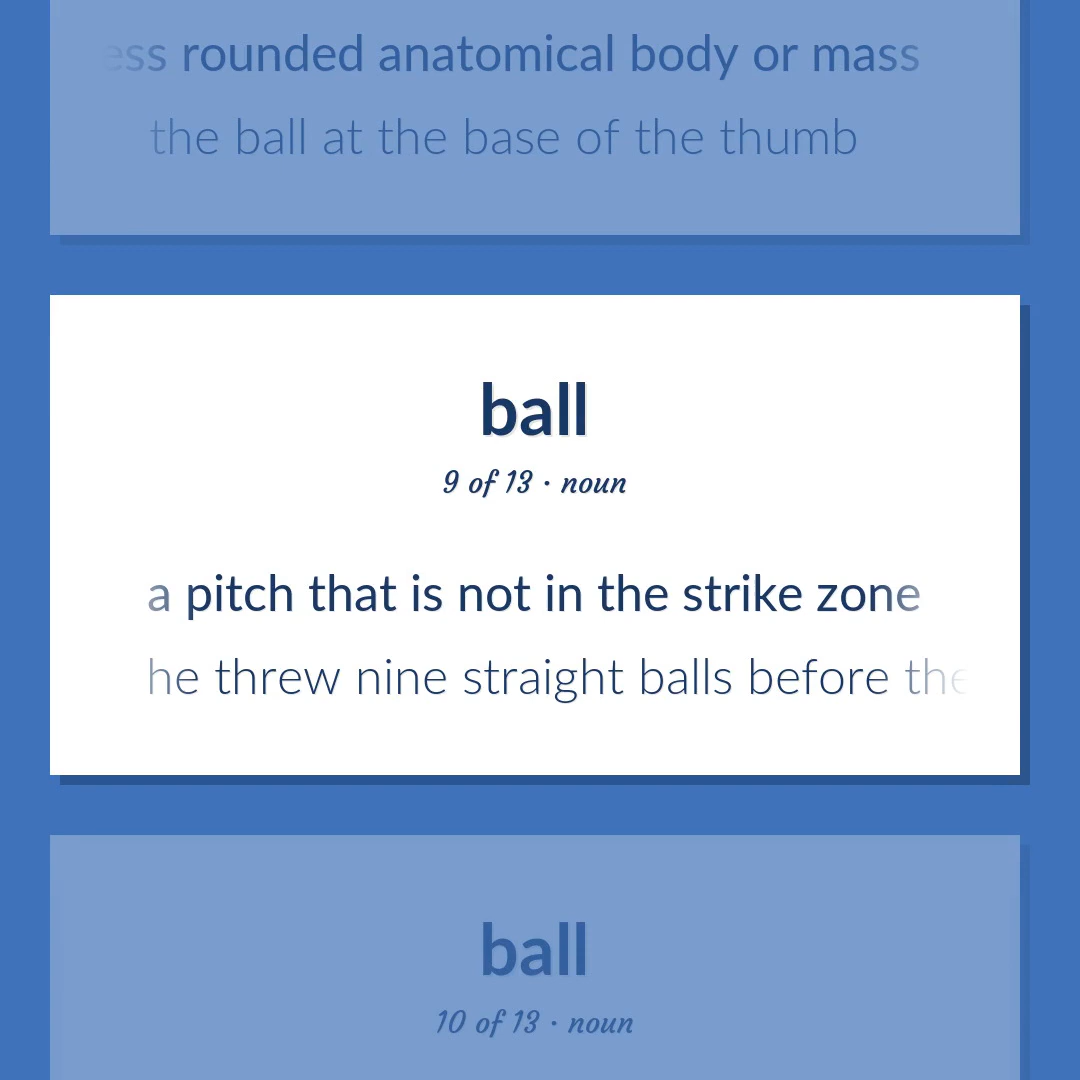 rounded anatomical body or mass
the ball at the base of the thumb
ball
9 of 13 · noun
a pitch that is not in the strike zone
he threw nine straight balls before the
ball
10 of 13 · noun